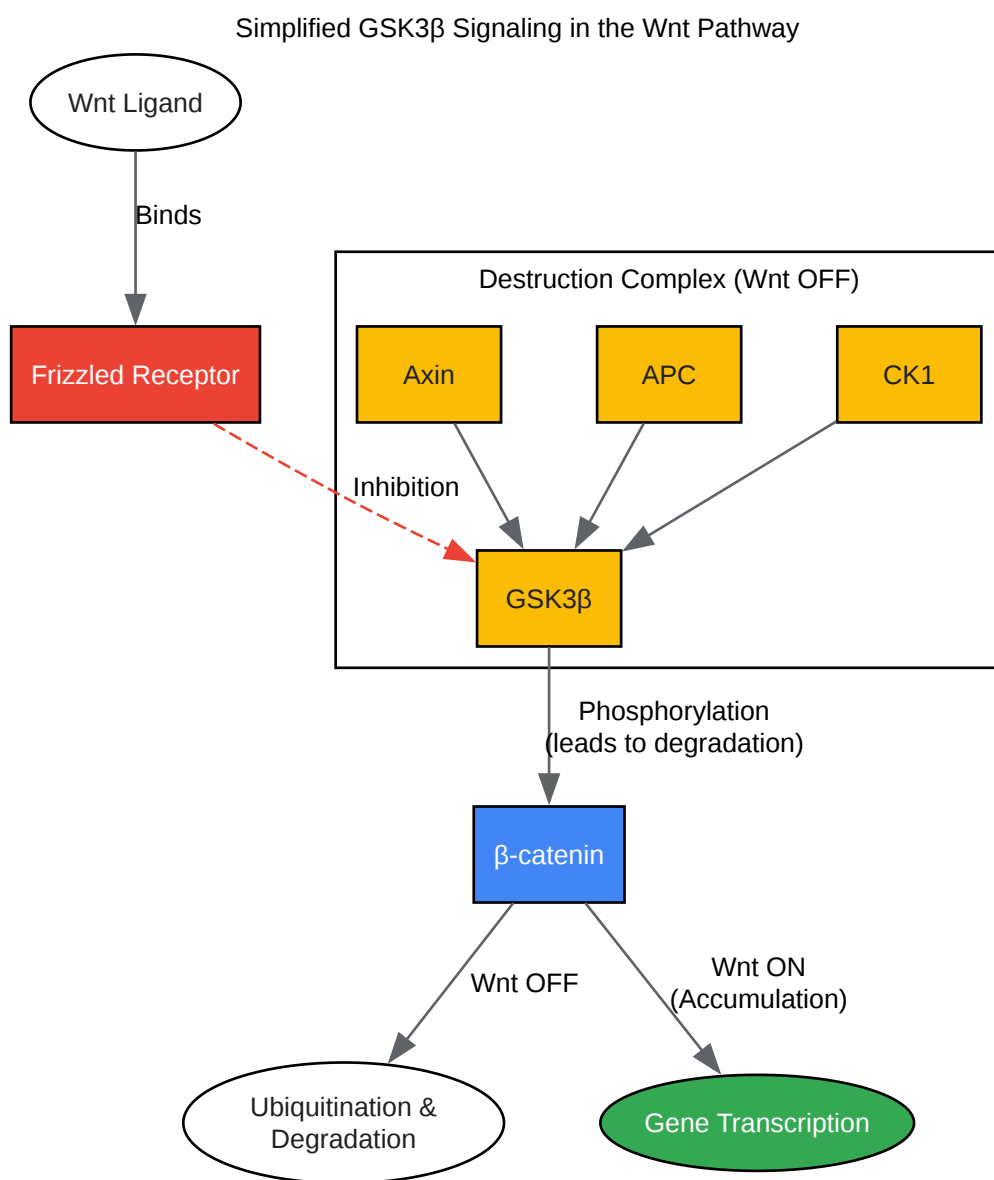 Simplified GSK3β Signaling in the Wnt Pathway
Wnt Ligand
Binds
Destruction Complex (Wnt OFF)
Frizzled Receptor
Axin
APC
CK1
Inhibition
GSK3β
Phosphorylation
(leads to degradation)
β-catenin
Wnt OFF
Wnt ON
(Accumulation)
Ubiquitination &
Degradation
Gene Transcription